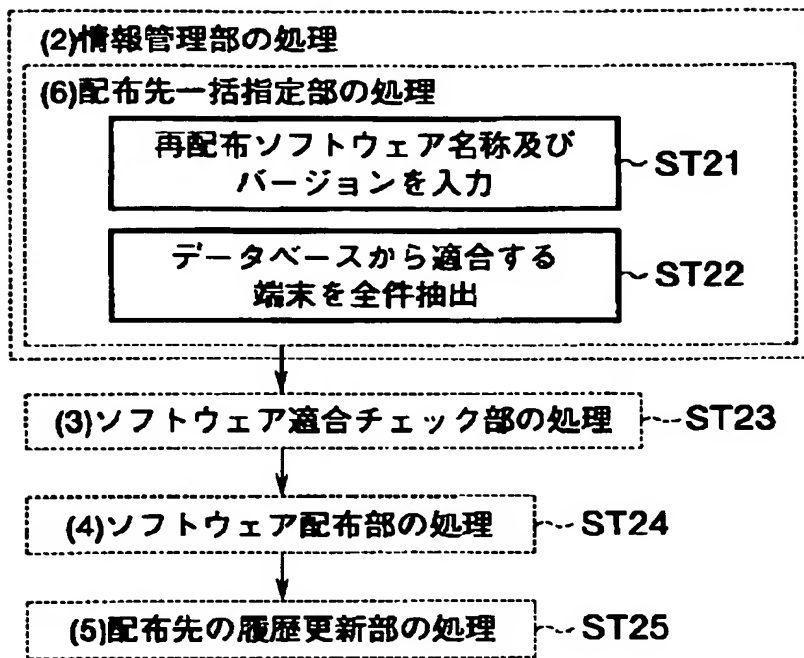 (2)情報管理部の処理
(6)配布先一括指定部の処理
再配布ソフトウェア名称及び
バージョンを入力
ST21
データベースから適合する
端末を全件抽出
ST22
(3)ソフトウェア適合チェック部の処理
ST23
(4)ソフトウェア配布部の処理
ST24
(5)配布先の履歴更新部の処理
ST25